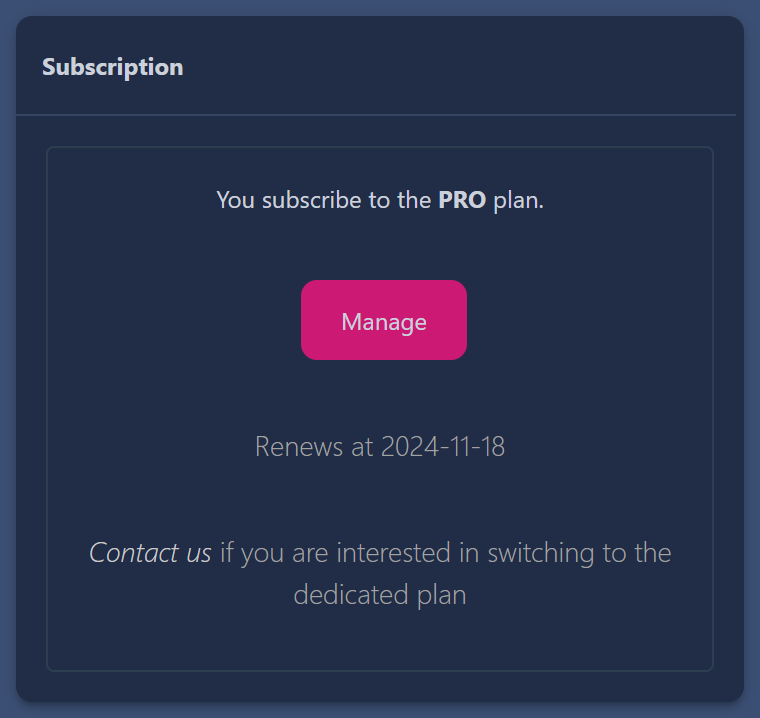 Subscription
You subscribe to the PRO plan.
Manage
Renews at 2024-11-18
Contact us if you are interested in switching to the
dedicated plan